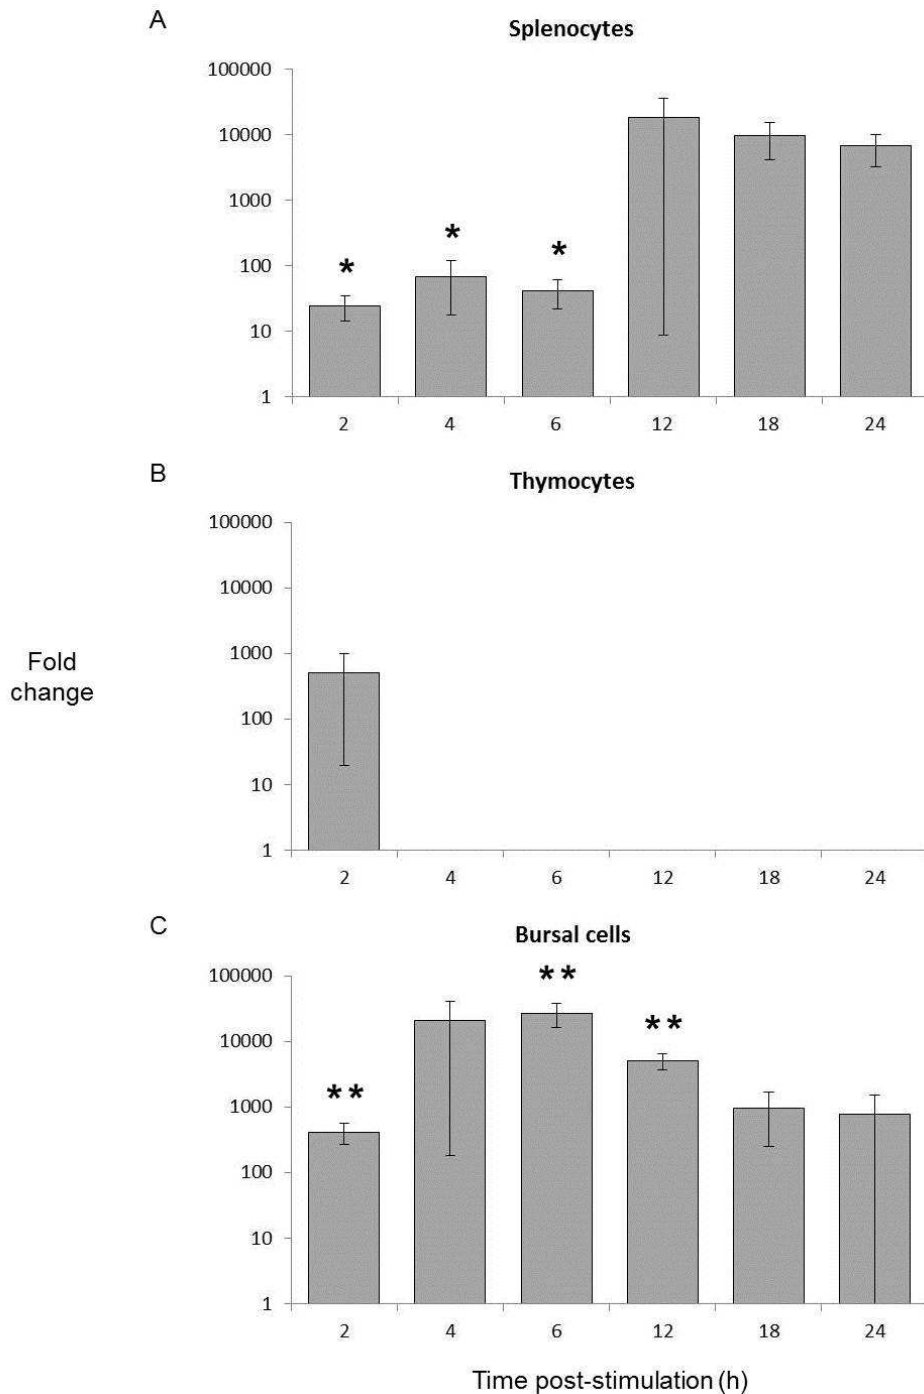 A
Splenocytes
100000
10000
1000
100
10
1
*
*
*
2 4 6 12 18 24
B
Thymocytes
100000
10000
1000
100
10
1
2 4 6 12 18 24
Fold
change
C
Bursal cells
100000
10000
1000
100
10
1
**
**
**
2 4 6 12 18 24
Time post-stimulation (h)